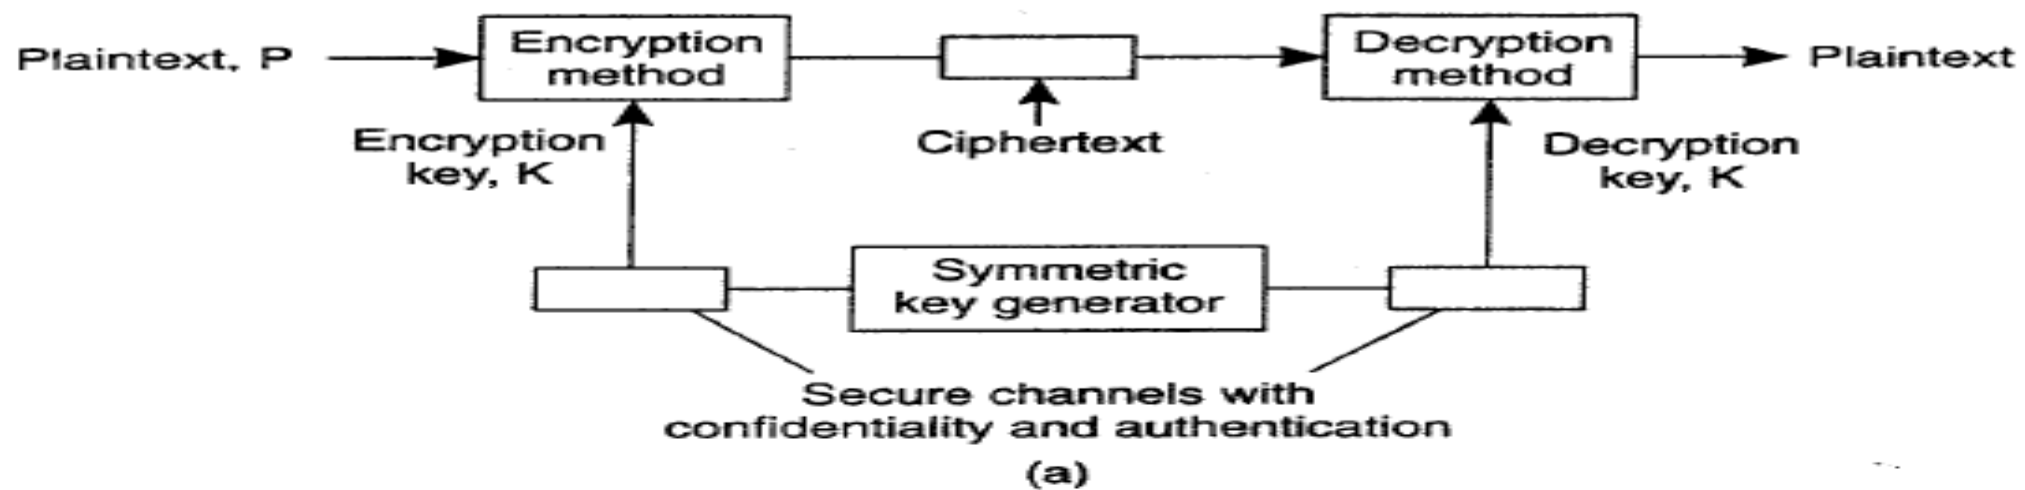 Plaintext, P
Encryption
method
Decryption
method
Plaintext
Encryption
key, K
Ciphertext
Decryption
key, K
Symmetric
key generator
Secure channels with
confidentiality and authentication
(a)